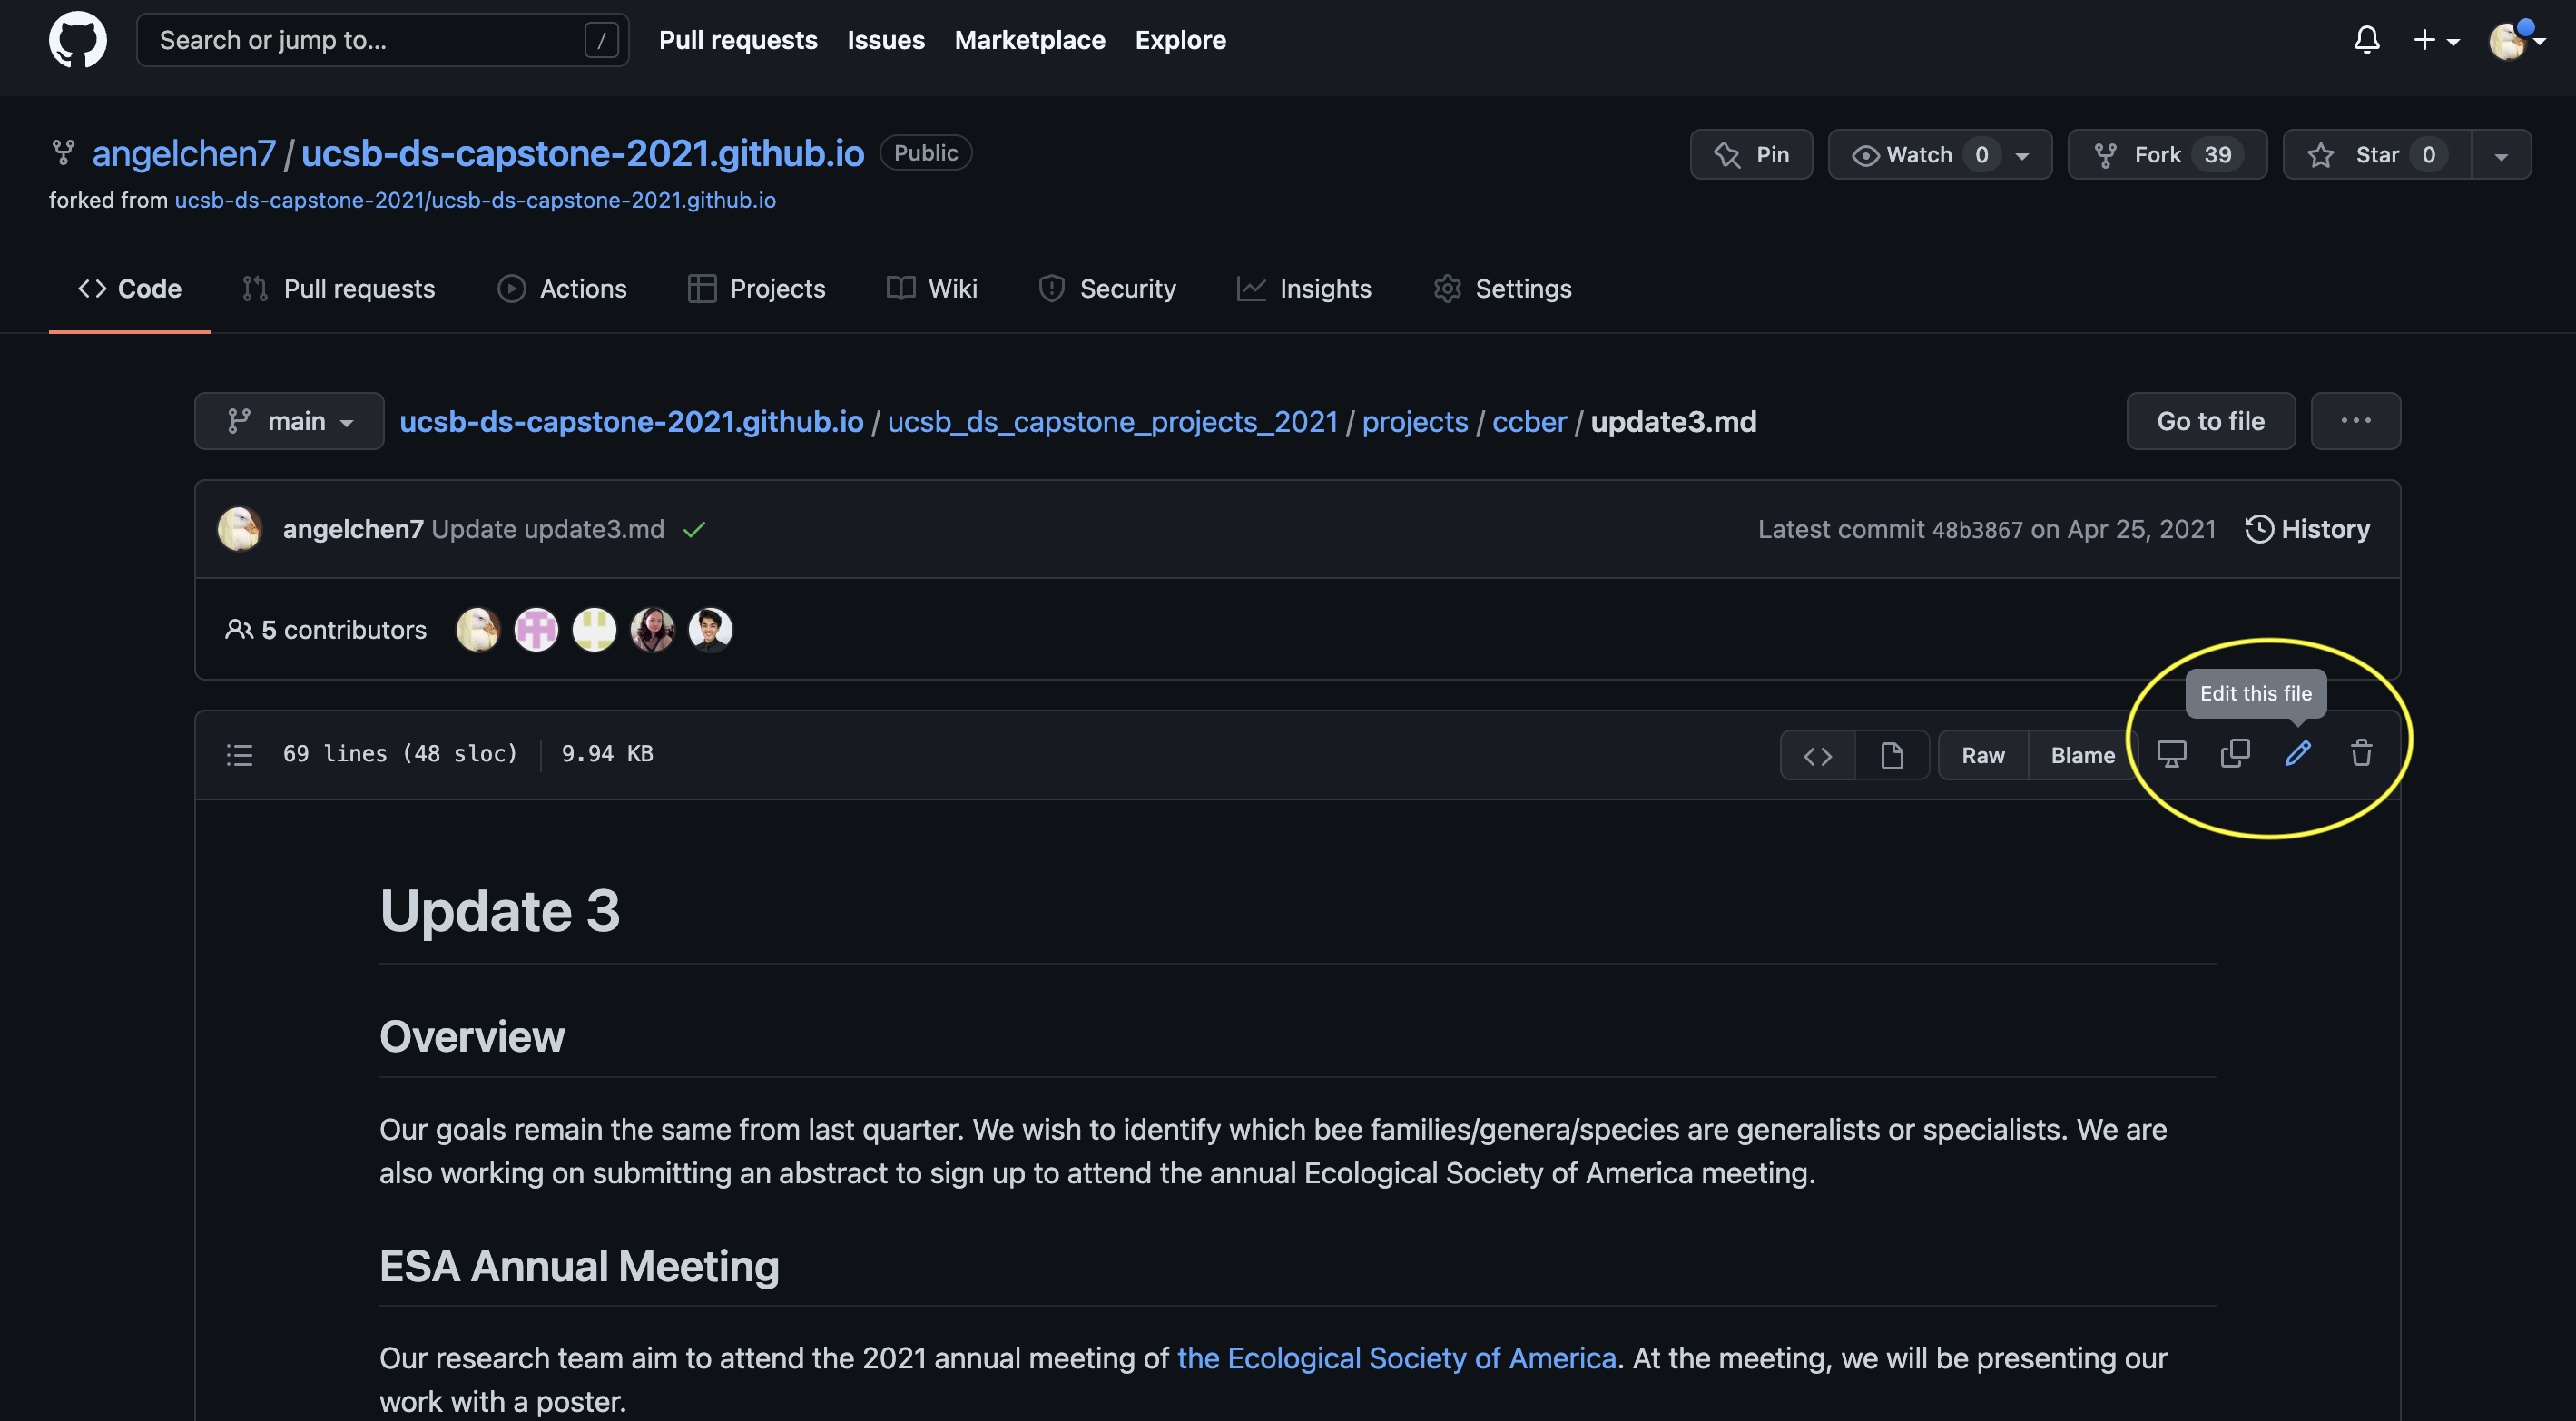 Search or jump to... / Pull requests Issues Marketplace Explore
angelchen7 / ucsb-ds-capstone-2021.github.io Public Pin Watch 0 Fork 39 Star 0
forked from ucsb-ds-capstone-2021/ucsb-ds-capstone-2021.github.io
Code Pull requests Actions Projects Wiki Security Insights Settings
main ucsb-ds-capstone-2021.github.io / ucsb_ds_capstone_projects_2021 / projects / ccber / update3.md Go to file ...
angelchen7 Update update3.md Latest commit 48b3867 on Apr 25, 2021 History
5 contributors
Edit this file
69 lines (48 sloc) 9.94 KB <> Raw Blame
Update 3
Overview
Our goals remain the same from last quarter. We wish to identify which bee families/genera/species are generalists or specialists. We are
also working on submitting an abstract to sign up to attend the annual Ecological Society of America meeting.
ESA Annual Meeting
Our research team aim to attend the 2021 annual meeting of the Ecological Society of America. At the meeting, we will be presenting our
work with a poster.